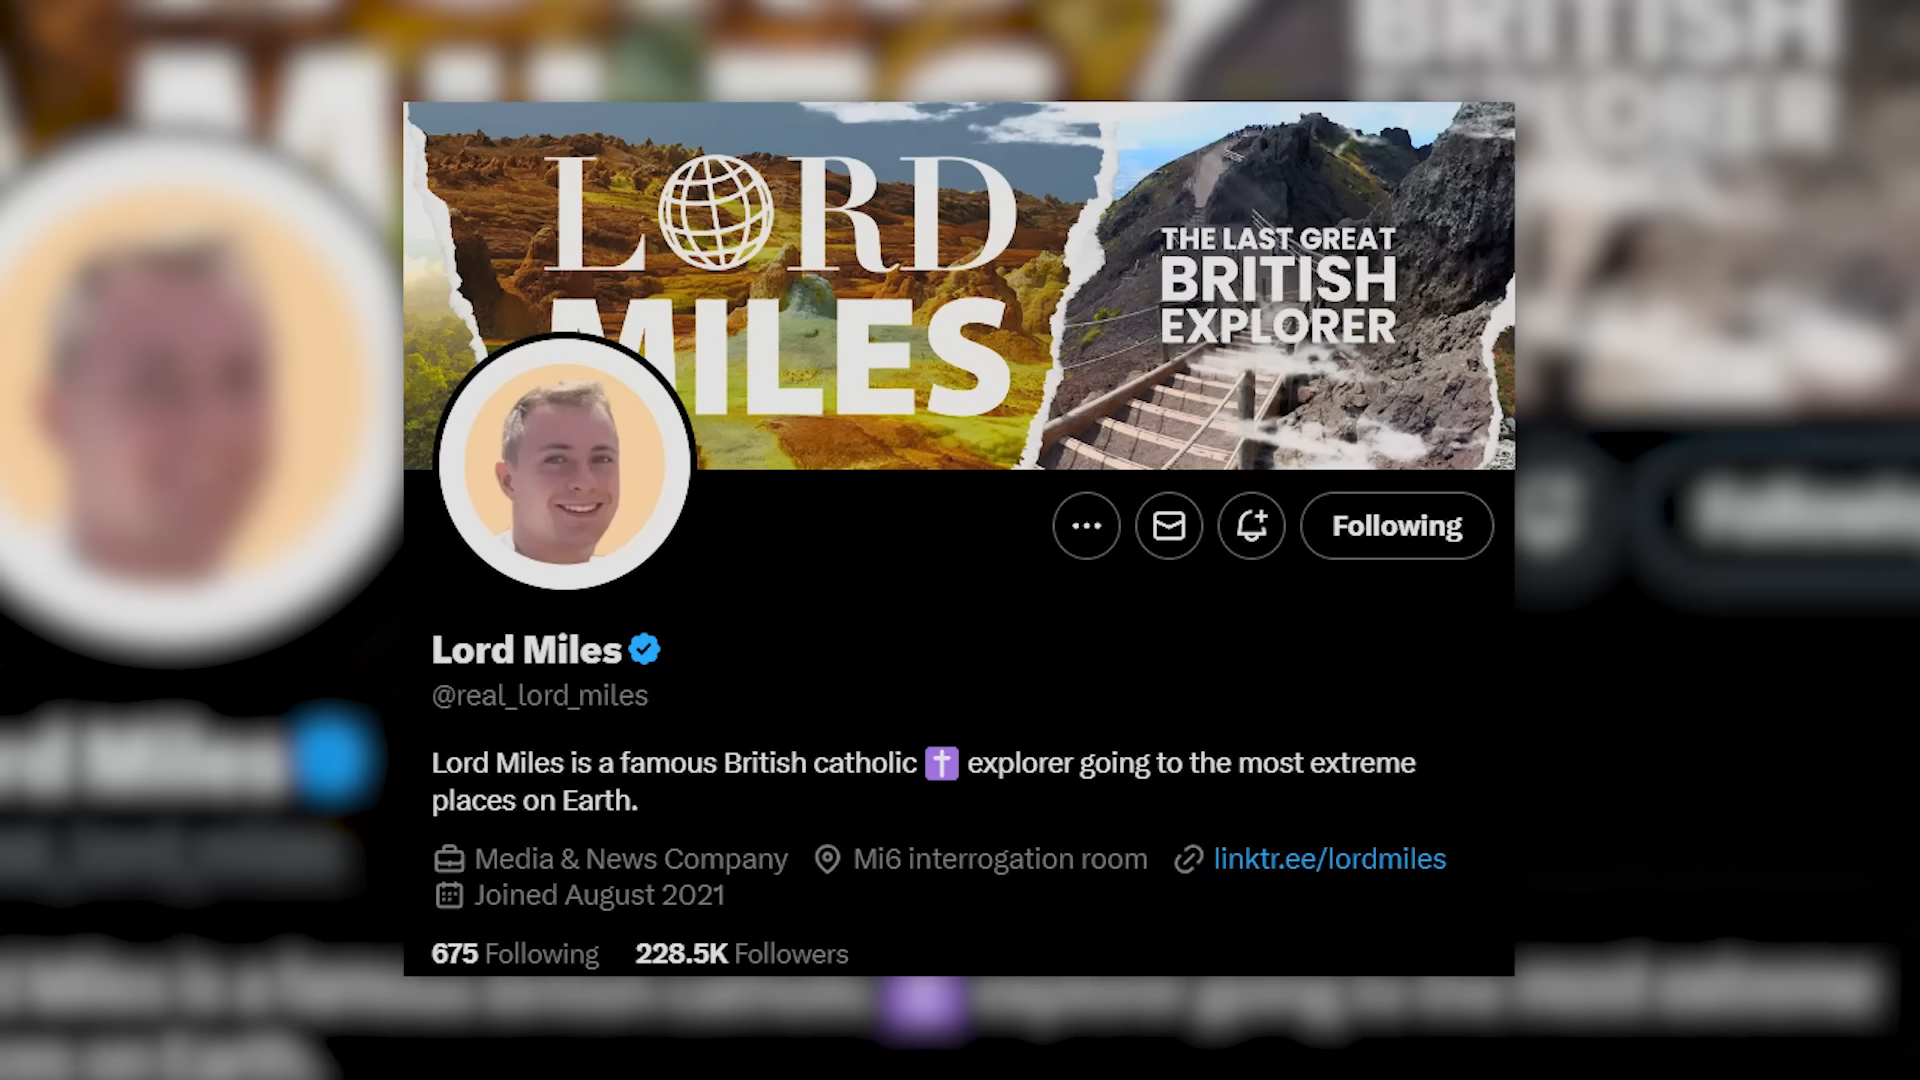 LORD
MILES
THE LAST GREAT
BRITISH
EXPLORER
Following
Lord Miles
@real_lord_miles
Lord Miles is a famous British catholic ✝️ explorer going to the most extreme
places on Earth.
Media & News Company Mi6 interrogation room linktr.ee/lordmiles
Joined August 2021
675 Following 228.5K Followers